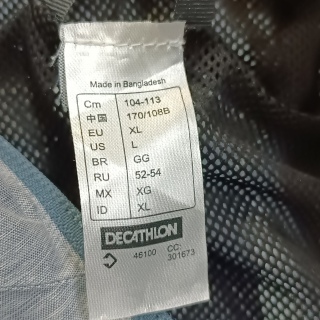 Made in Bangladesh
Cm 104-113
中国 170/108B
EU XL
US L
BR GG
RU 52-54
MX XG
ID XL
DECATHLON
46100 CC:
301673